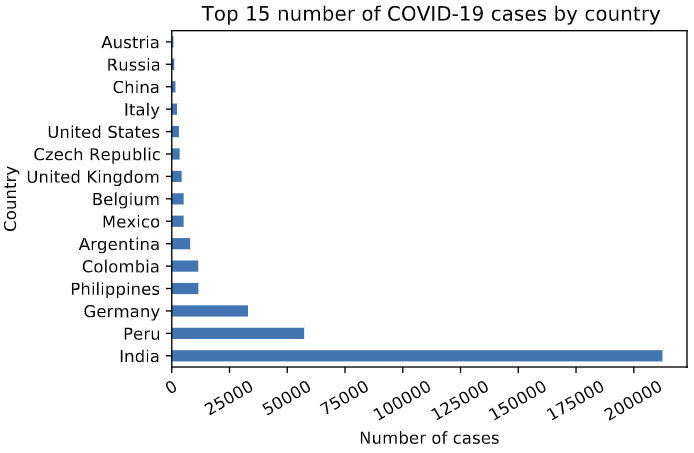 Top 15 number of COVID-19 cases by country
Austria
Russia
China
Italy
United States
Czech Republic
United Kingdom
Belgium
Mexico
Argentina
Colombia
Philippines
Germany
Peru
India
Country
0
25000
50000
75000
100000
125000
150000
175000
200000
Number of cases